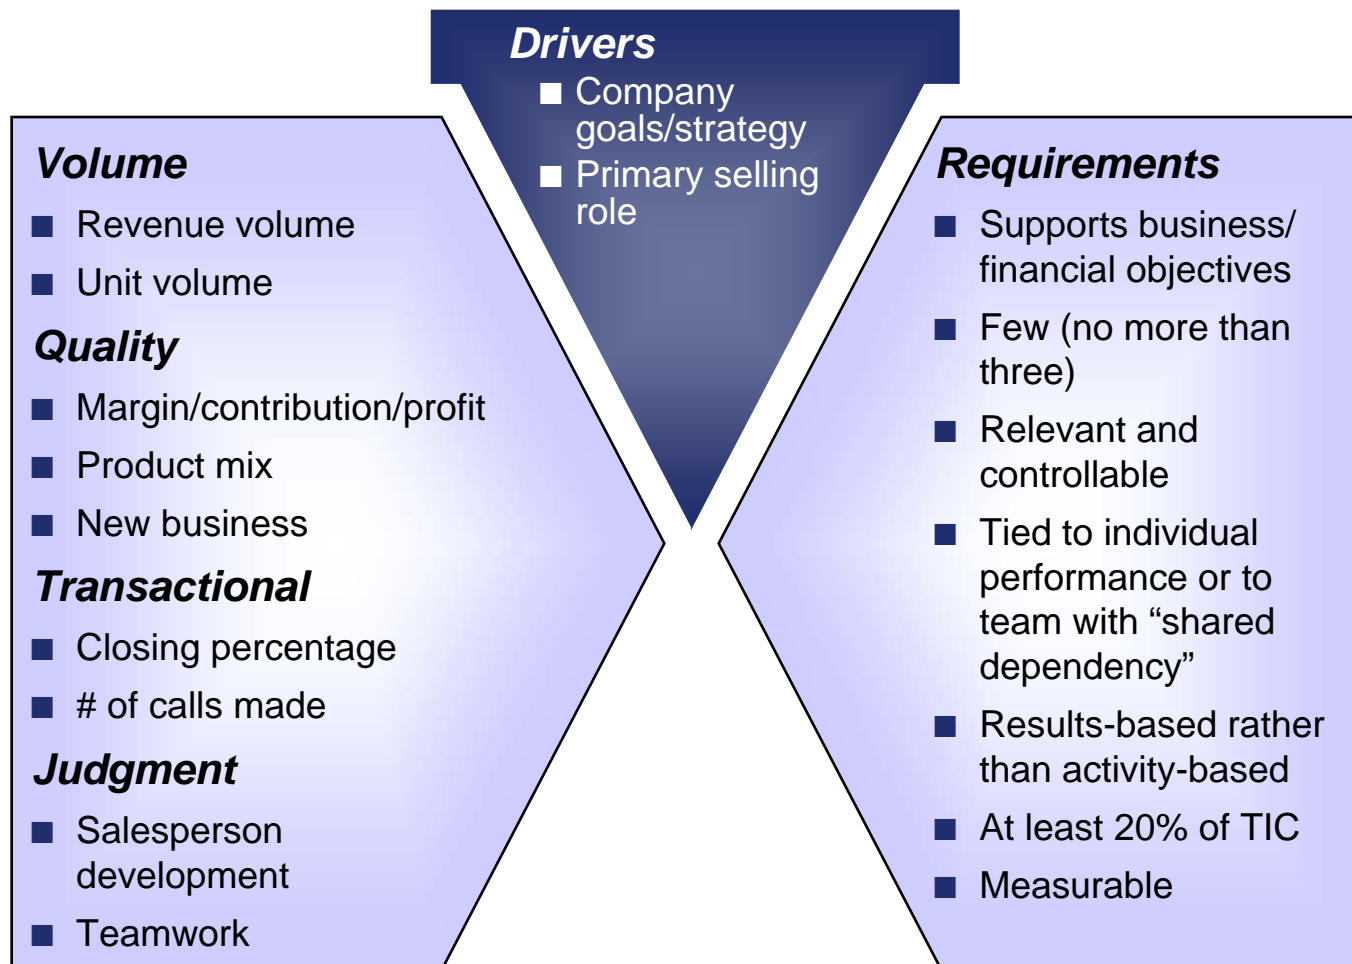 Drivers
Company
goals/strategy
Primary selling
role
Volume
Revenue volume
Unit volume
Quality
Margin/contribution/profit
Product mix
New business
Transactional
Closing percentage
# of calls made
Judgment
Salesperson
development
Teamwork
Requirements
Supports business/
financial objectives
Few (no more than
three)
Relevant and
controllable
Tied to individual
performance or to
team with “shared
dependency”
Results-based rather
than activity-based
At least 20% of TIC
Measurable